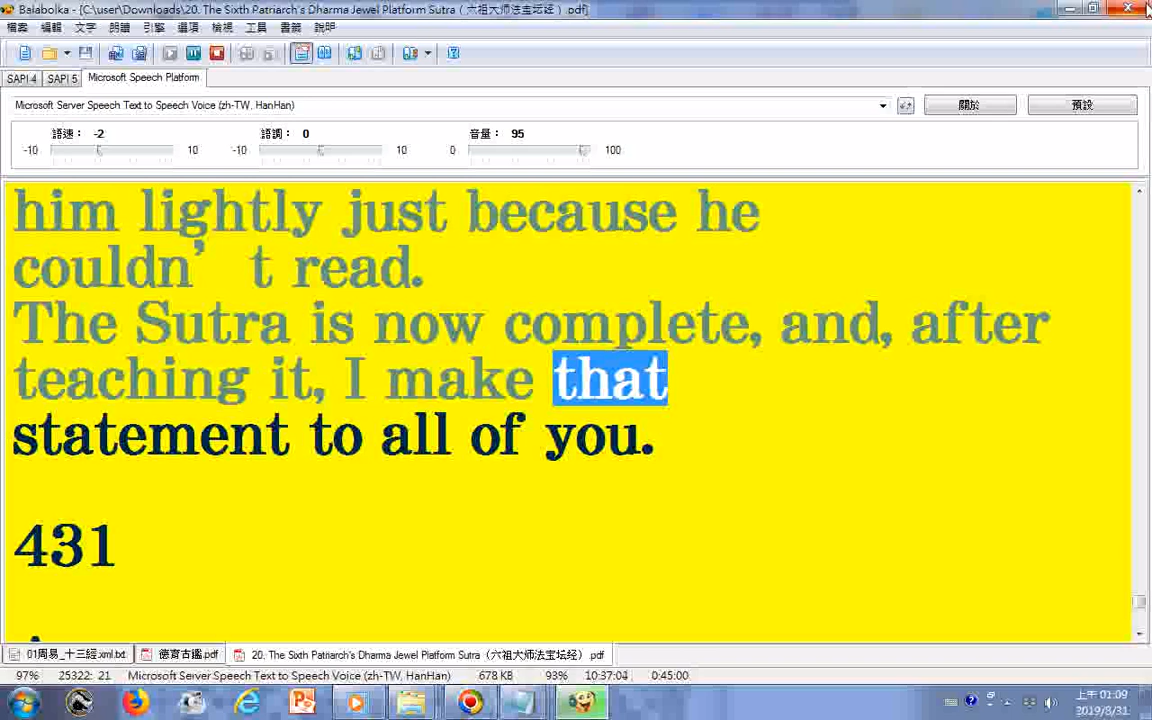 Balabolka - [C:\user\Downloads\20. The Sixth Patriarch's Dharma Jewel Platform Sutra（六祖大师法宝坛经）.pdf]
檔案 編輯 文字 朗讀 引擎 選項 檢視 工具 書籤 說明
SAPI 4 SAPI 5 Microsoft Speech Platform
Microsoft Server Speech Text to Speech Voice (zh-TW, HanHan) 關於 預設
語速： -2 語調： 0 音量： 95
-10 10 -10 10 0 100
him lightly just because he
couldn’t read.
The Sutra is now complete, and, after
teaching it, I make that
statement to all of you.
431
01周易_十三經.xml.txt 德育古鑑.pdf 20. The Sixth Patriarch's Dharma Jewel Platform Sutra（六祖大师法宝坛经）.pdf
97% 25322: 21 Microsoft Server Speech Text to Speech Voice (zh-TW, HanHan) 678 KB 93% 10:37:04 0:45:00
上午 01:09
2019/8/31